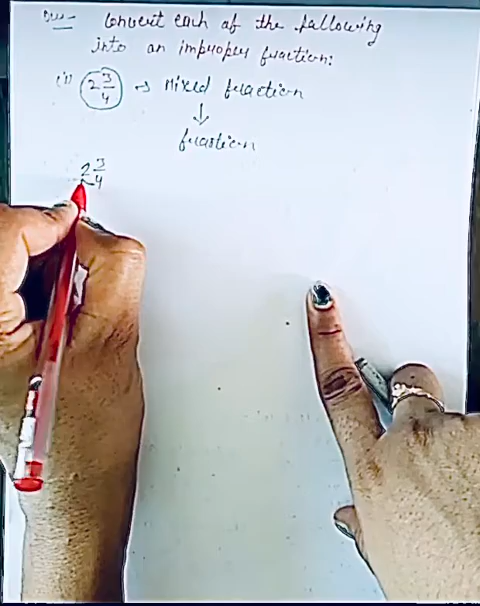 Que - Convert each of the following
into an improper fraction:
(i) 2 3/4 → Mixed fraction
↓
fraction
2 3/4